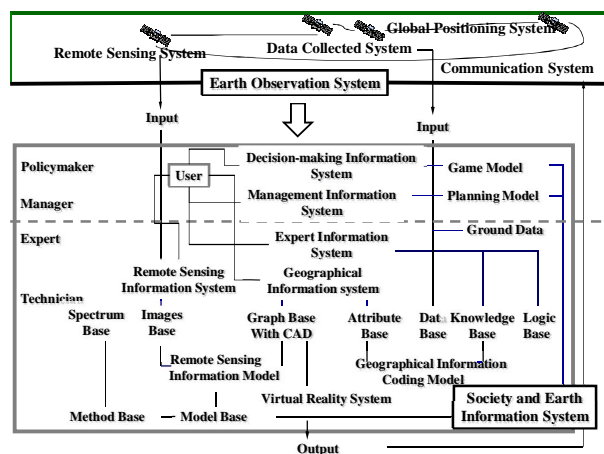 Global Positioning System
Remote Sensing System
Data Collected System
Communication System
Earth Observation System
Input
Input
Policymaker
User
Decision-making Information
System
Game Model
Manager
Management Information
System
Planning Model
Ground Data
Expert
Expert Information
System
Remote Sensing
Information System
Geographical
Information system
Technician
Spectrum
Base
Images
Base
Graph Base
With CAD
Attribute
Base
Dat
Base
Knowledge
Base
Logic
Base
Remote Sensing
Information Model
Geographical Information
Coding Model
Virtual Reality System
Society and Earth
Information System
Method Base
Model Base
Output